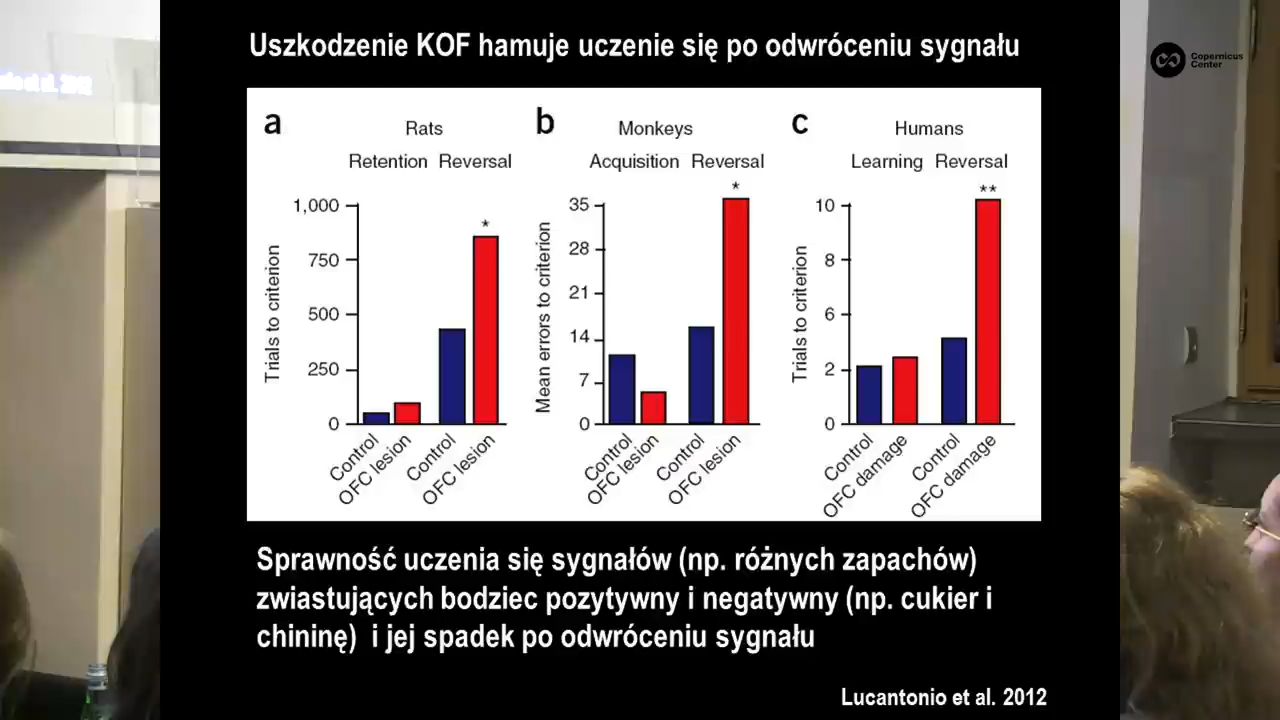 Uszkodzenie KOF hamuje uczenie się po odwróceniu sygnału
Copernicus
Center
et al. 2012
a
Rats
Retention Reversal
Trials to criterion
1,000
750
500
250
0
*
Control
OFC lesion
Control
OFC lesion
b
Monkeys
Acquisition Reversal
Mean errors to criterion
35
28
21
14
7
0
*
Control
OFC lesion
Control
OFC lesion
c
Humans
Learning Reversal
Trials to criterion
10
8
6
2
0
**
Control
OFC damage
Control
OFC damage
Sprawność uczenia się sygnałów (np. różnych zapachów)
zwiastujących bodziec pozytywny i negatywny (np. cukier i
chininę) i jej spadek po odwróceniu sygnału
Lucantonio et al. 2012